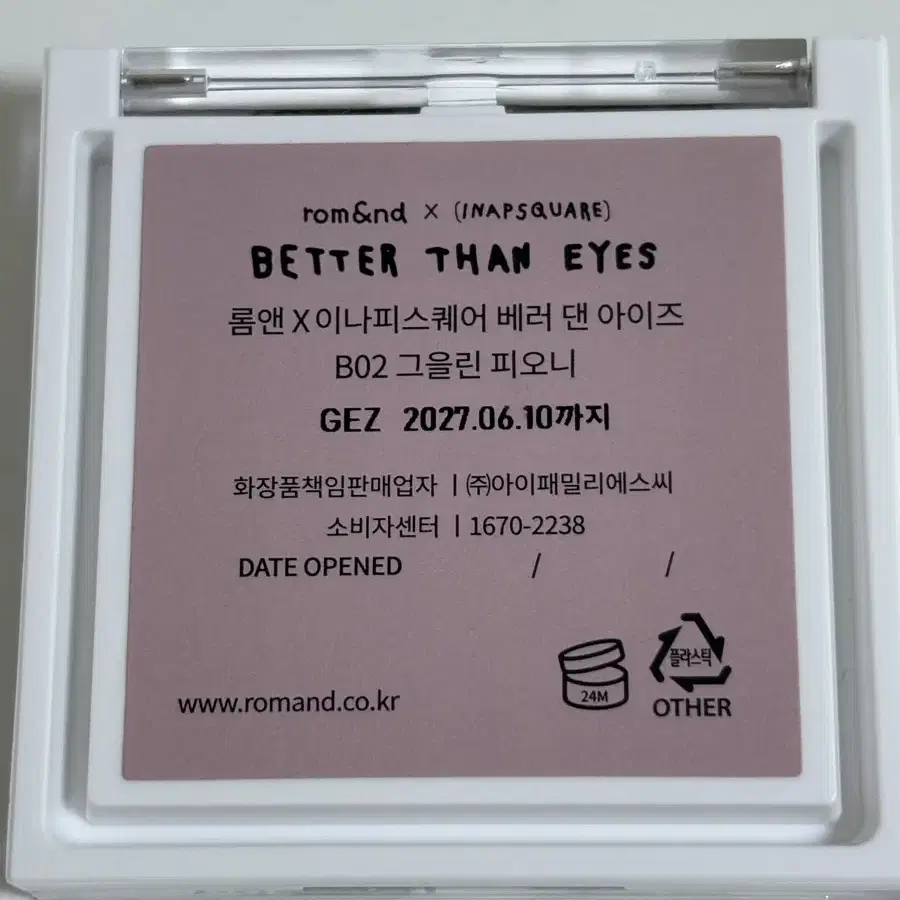 rom&nd x (INAPSQUARE)
BETTER THAN EYES
롬앤 X 이나피스퀘어 베러 댄 아이즈
B02 그을린 피오니
GEZ 2027.06.10까지
화장품책임판매업자 | ㈜아이패밀리에스씨
소비자센터 | 1670-2238
DATE OPENED / /
플라스틱
24M
OTHER
www.romand.co.kr